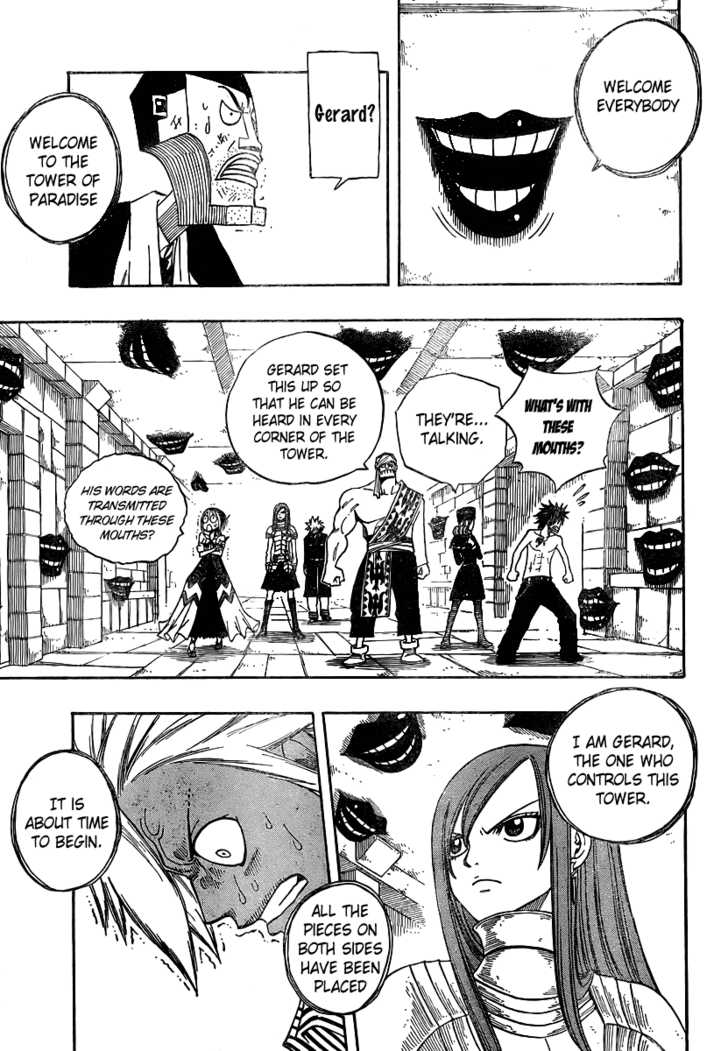 WELCOME
EVERYBODY
Gerard?
WELCOME
TO THE
TOWER OF
PARADISE
WHAT'S WITH
THESE
MOUTHS?
THEY'RE...
TALKING.
GERARD SET
THIS UP SO
THAT HE CAN BE
HEARD IN EVERY
CORNER OF THE
TOWER.
HIS WORDS ARE
TRANSMITTED
THROUGH THESE
MOUTHS?
I AM GERARD,
THE ONE WHO
CONTROLS THIS
TOWER.
ALL THE
PIECES ON
BOTH SIDES
HAVE BEEN
PLACED
IT IS
ABOUT TIME
TO BEGIN.